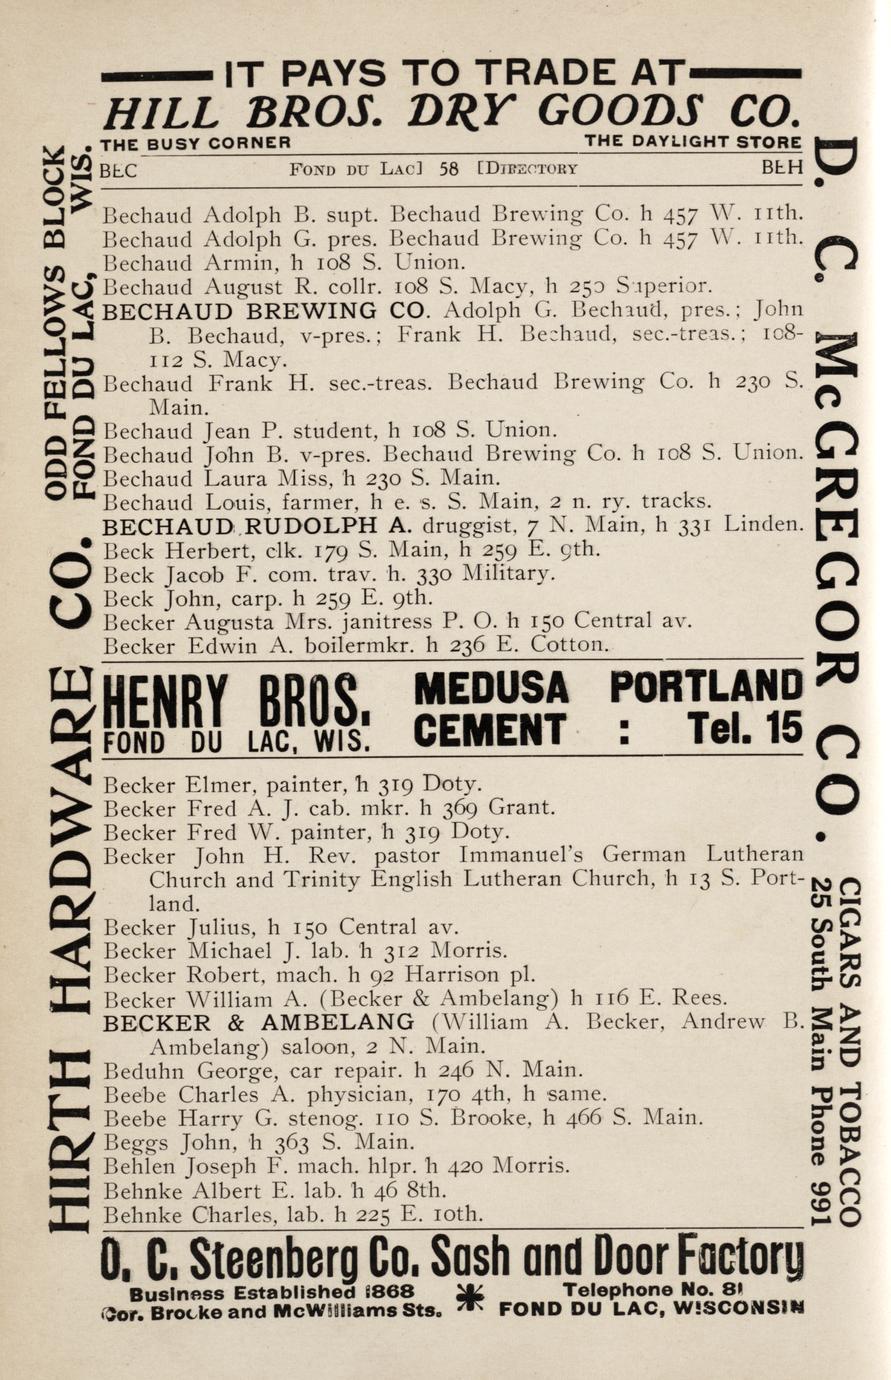 IT PAYS TO TRADE AT
HILL BROS. DRY GOODS CO.
THE BUSY CORNER THE DAYLIGHT STORE
BEC FOND DU LAC] 58 [DIRECTORY BEH
Bechaud Adolph B. supt. Bechaud Brewing Co. h 457 W. 11th.
Bechaud Adolph G. pres. Bechaud Brewing Co. h 457 W. 11th.
Bechaud Armin, h 108 S. Union.
Bechaud August R. collr. 108 S. Macy, h 250 Superior.
BECHAUD BREWING CO. Adolph G. Bechaud, pres.; John
B. Bechaud, v-pres.; Frank H. Bechaud, sec.-treas.; 108-
112 S. Macy.
Bechaud Frank H. sec.-treas. Bechaud Brewing Co. h 230 S.
Main.
Bechaud Jean P. student, h 108 S. Union.
Bechaud John B. v-pres. Bechaud Brewing Co. h 108 S. Union.
Bechaud Laura Miss, h 230 S. Main.
Bechaud Louis, farmer, h e. s. S. Main, 2 n. ry. tracks.
BECHAUD RUDOLPH A. druggist, 7 N. Main, h 331 Linden.
Beck Herbert, clk. 179 S. Main, h 259 E. 9th.
Beck Jacob F. com. trav. h. 330 Military.
Beck John, carp. h 259 E. 9th.
Becker Augusta Mrs. janitress P. O. h 150 Central av.
Becker Edwin A. boilermkr. h 236 E. Cotton.
HENRY BROS. MEDUSA PORTLAND
FOND DU LAC, WIS. CEMENT : Tel. 15
Becker Elmer, painter, h 319 Doty.
Becker Fred A. J. cab. mkr. h 369 Grant.
Becker Fred W. painter, h 319 Doty.
Becker John H. Rev. pastor Immanuel's German Lutheran
Church and Trinity English Lutheran Church, h 13 S. Port-
land.
Becker Julius, h 150 Central av.
Becker Michael J. lab. h 312 Morris.
Becker Robert, mach. h 92 Harrison pl.
Becker William A. (Becker & Ambelang) h 116 E. Rees.
BECKER & AMBELANG (William A. Becker, Andrew B.
Ambelang) saloon, 2 N. Main.
Beduhn George, car repair. h 246 N. Main.
Beebe Charles A. physician, 170 4th, h same.
Beebe Harry G. stenog. 110 S. Brooke, h 466 S. Main.
Beggs John, h 363 S. Main.
Behlen Joseph F. mach. hlpr. h 420 Morris.
Behnke Albert E. lab. h 46 8th.
Behnke Charles, lab. h 225 E. 10th.
O. C. Steenberg Co. Sash and Door Factory
Business Established 1868 Telephone No. 81
Cor. Brooke and McWilliams Sts. FOND DU LAC, WISCONSIN
HIRTH HARDWARE CO.
ODD FELLOWS BLOCK
FOND DU LAC, WIS.
D. C. McGREGOR CO.
CIGARS AND TOBACCO
25 South Main Phone 991